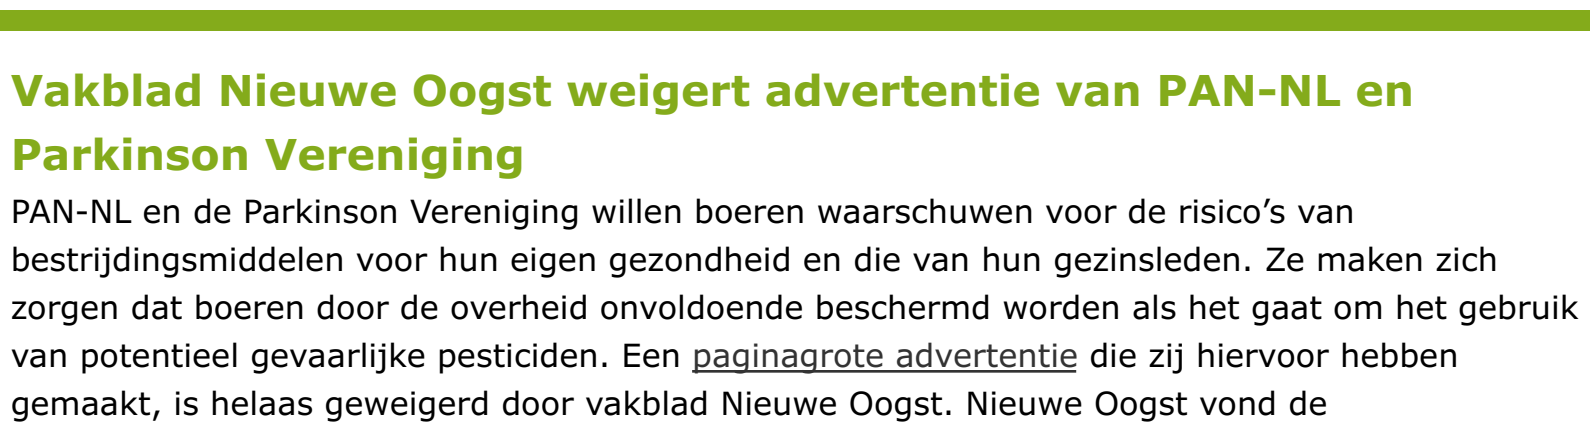 Vakblad Nieuwe Oogst weigert advertentie van PAN-NL en
Parkinson Vereniging
PAN-NL en de Parkinson Vereniging willen boeren waarschuwen voor de risico’s van
bestrijdingsmiddelen voor hun eigen gezondheid en die van hun gezinsleden. Ze maken zich
zorgen dat boeren door de overheid onvoldoende beschermd worden als het gaat om het gebruik
van potentieel gevaarlijke pesticiden. Een paginagrote advertentie die zij hiervoor hebben
gemaakt, is helaas geweigerd door vakblad Nieuwe Oogst. Nieuwe Oogst vond de